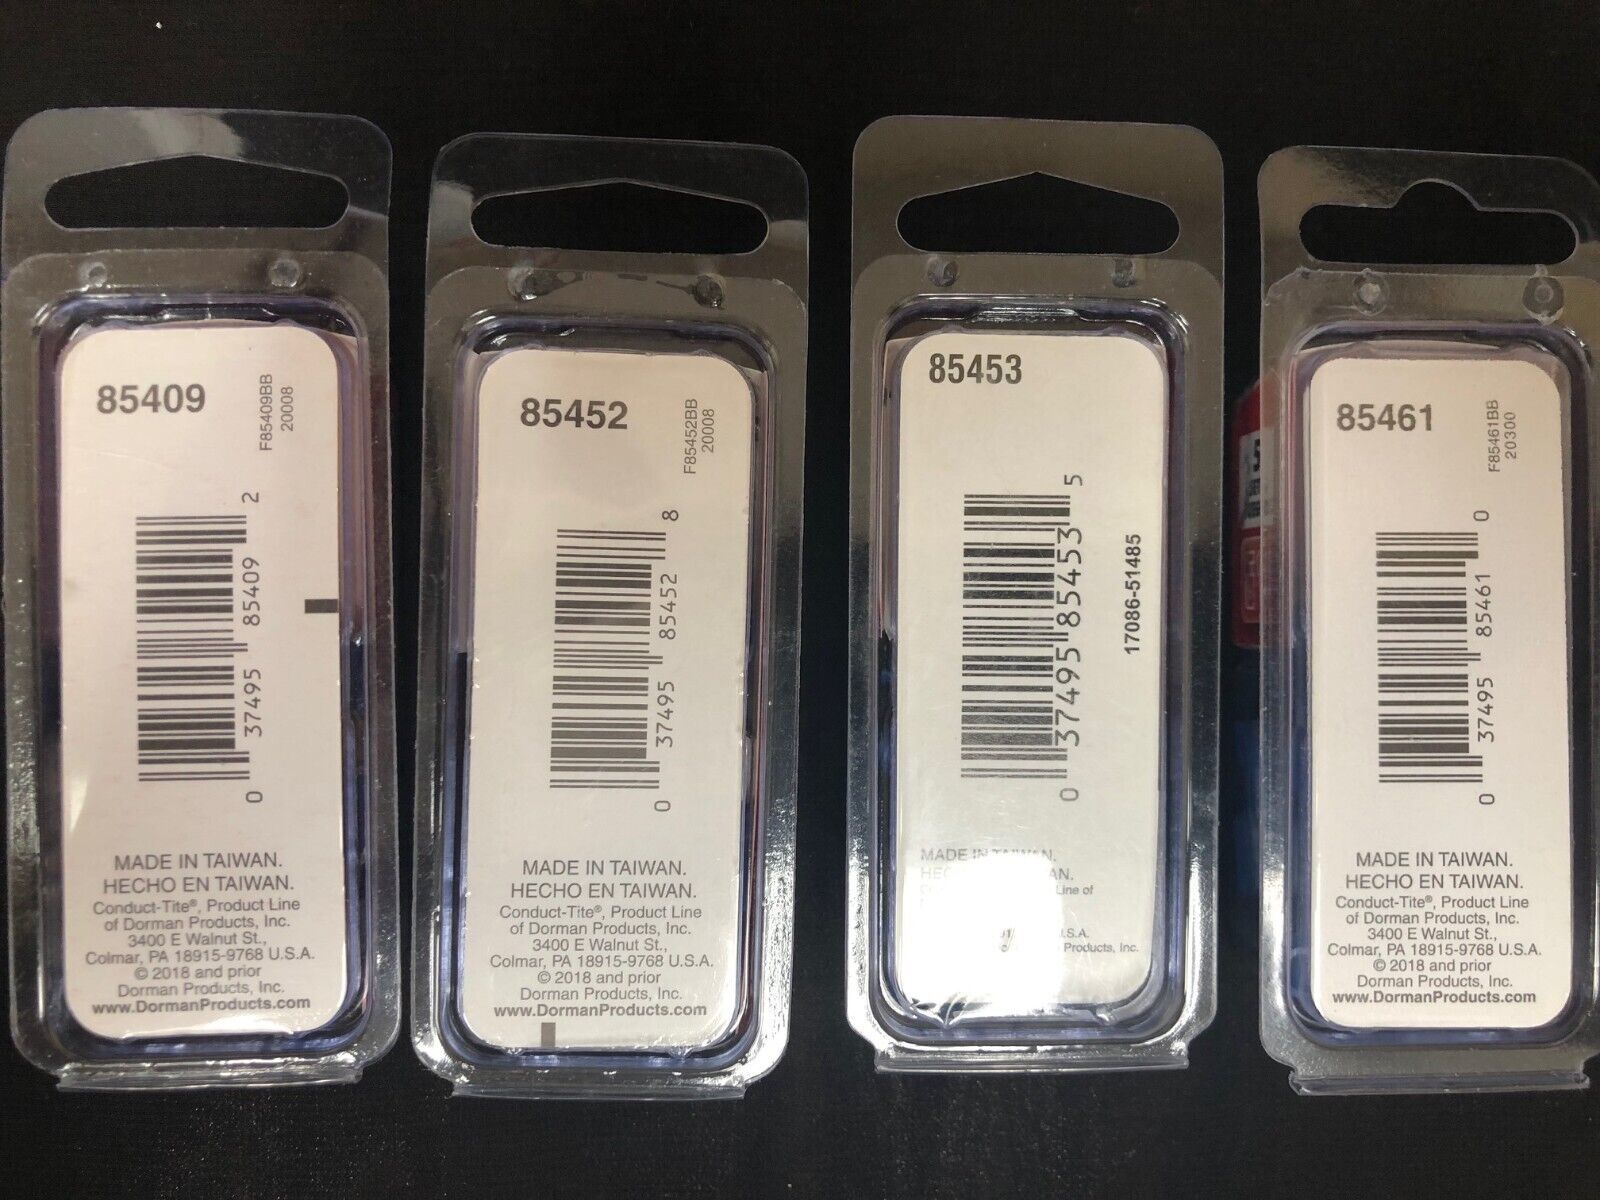 85409
F85409BB
20008
0 37495 85409 2
MADE IN TAIWAN.
HECHO EN TAIWAN.
Conduct-Tite®, Product Line
of Dorman Products, Inc.
3400 E Walnut St.,
Colmar, PA 18915-9768 U.S.A.
© 2018 and prior
Dorman Products, Inc.
www.DormanProducts.com
85452
F85452BB
20008
0 37495 85452 8
MADE IN TAIWAN.
HECHO EN TAIWAN.
Conduct-Tite®, Product Line
of Dorman Products, Inc.
3400 E Walnut St.,
Colmar, PA 18915-9768 U.S.A.
© 2018 and prior
Dorman Products, Inc.
www.DormanProducts.com
85453
0 37495 85453 5
17086-51485
MADE IN TAIWAN.
Line of
U.S.A.
Products, Inc.
85461
F85461BB
20300
0 37495 85461 0
MADE IN TAIWAN.
HECHO EN TAIWAN.
Conduct-Tite®, Product Line
of Dorman Products, Inc.
3400 E Walnut St.,
Colmar, PA 18915-9768 U.S.A.
© 2018 and prior
Dorman Products, Inc.
www.DormanProducts.com